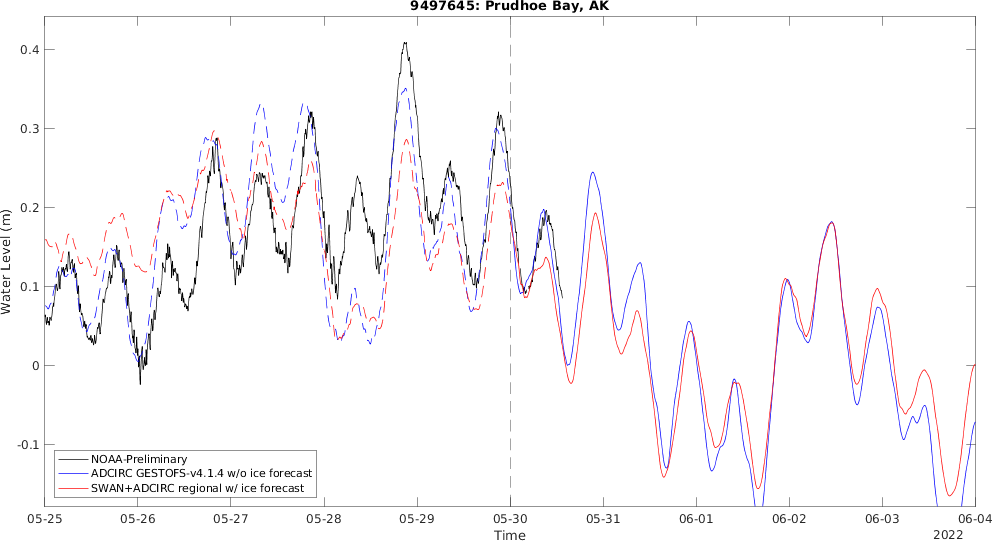 9497645: Prudhoe Bay, AK
0.4
0.3
0.2
0.1
0
-0.1
Water Level (m)
NOAA-Preliminary
ADCIRC GESTOFS-v4.1.4 w/o ice forecast
SWAN+ADCIRC regional w/ ice forecast
05-25 05-26 05-27 05-28 05-29 05-30 05-31 06-01 06-02 06-03 06-04
Time
2022